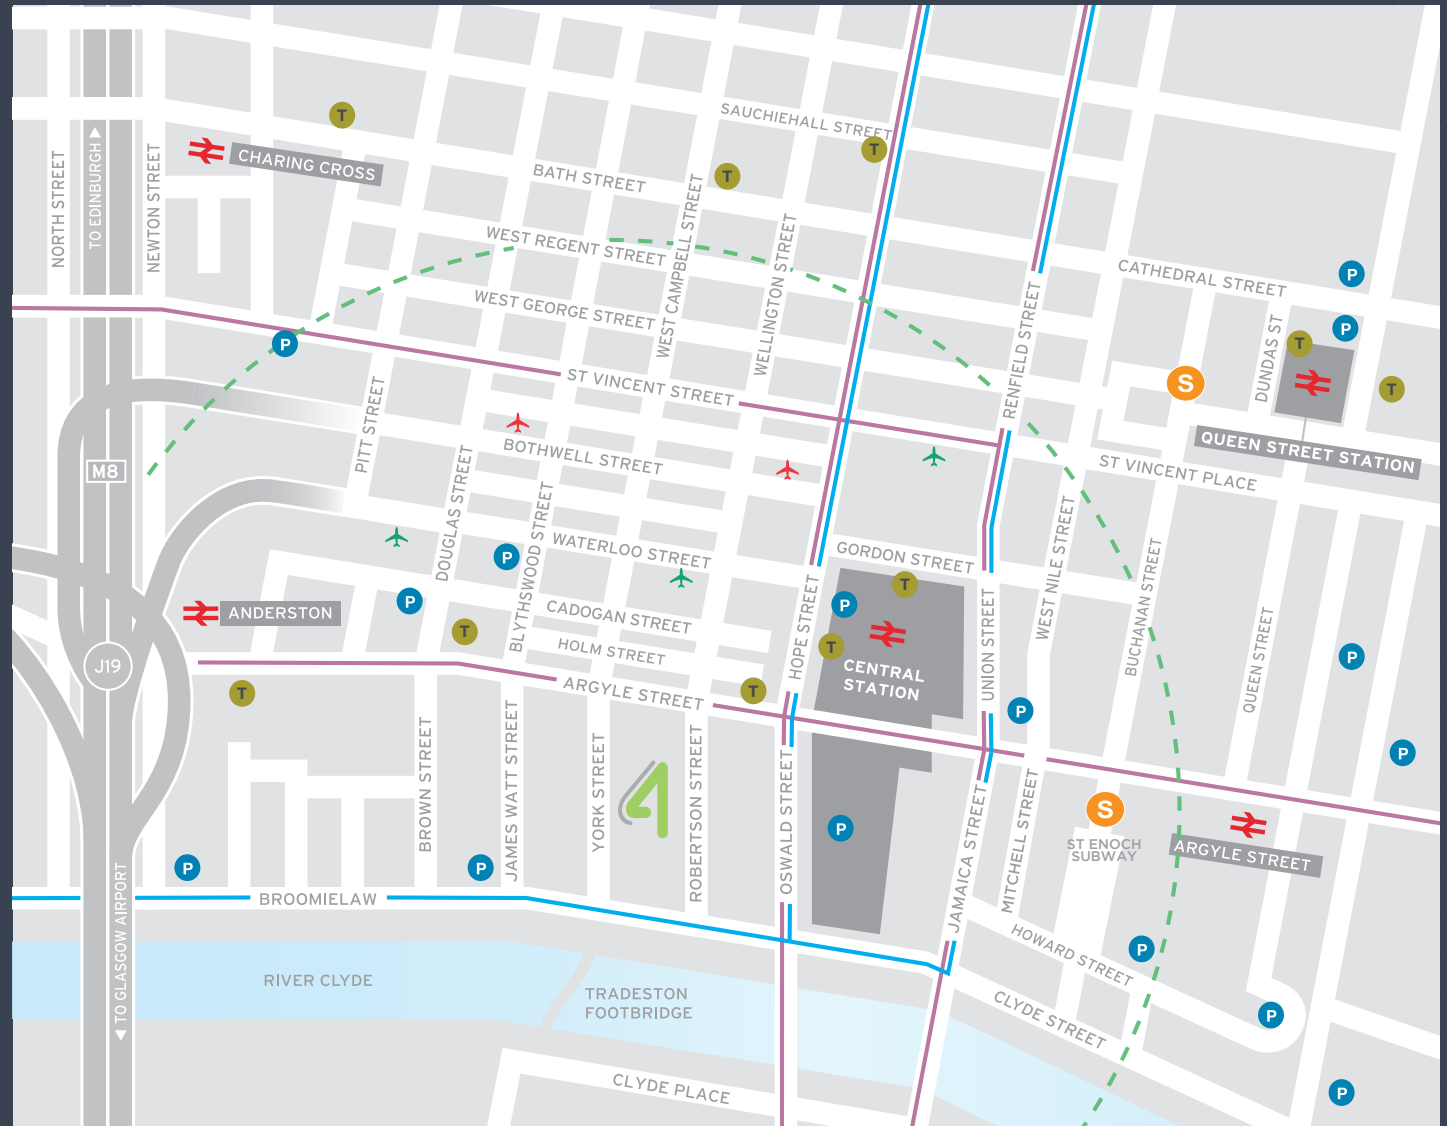 SAUCHIEHALL STREET
T
T
T
CHARING CROSS
NORTH STREET
TO EDINBURGH
NEWTON STREET
BATH STREET
WEST REGENT STREET
WEST CAMPBELL STREET
WELLINGTON STREET
WEST GEORGE STREET
CATHEDRAL STREET
P
P
T
DUNDAS ST
RENFIELD STREET
P
S
T
ST VINCENT STREET
PITT STREET
QUEEN STREET STATION
BOTHWELL STREET
ST VINCENT PLACE
M8
DOUGLAS STREET
BLYTHSWOOD STREET
WATERLOO STREET
GORDON STREET
WEST NILE STREET
BUCHANAN STREET
P
T
P
P
HOPE STREET
CADOGAN STREET
ANDERSTON
T
HOLM STREET
T
CENTRAL
STATION
UNION STREET
QUEEN STREET
P
J19
T
T
ARGYLE STREET
P
P
BROWN STREET
JAMES WATT STREET
YORK STREET
ROBERTSON STREET
OSWALD STREET
P
JAMAICA STREET
MITCHELL STREET
S
ST ENOCH
SUBWAY
ARGYLE STREET
P
P
BROOMIELAW
TO GLASGOW AIRPORT
HOWARD STREET
P
RIVER CLYDE
TRADESTON
FOOTBRIDGE
CLYDE STREET
P
CLYDE PLACE
P